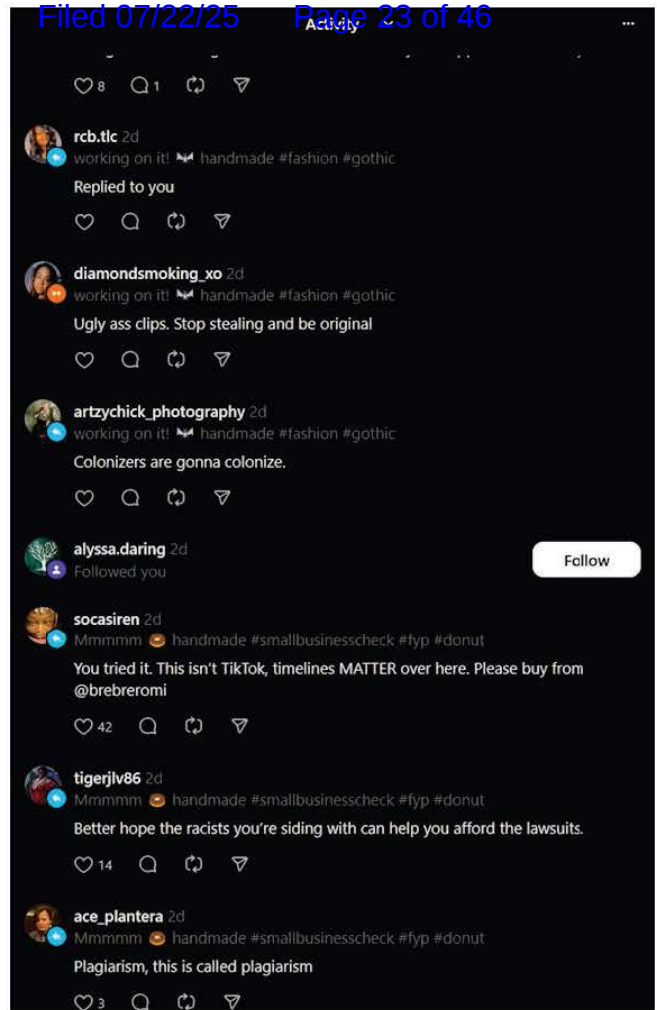 Filed 07/22/25 Page 23 of 46
Activity
8 1
rcb.tlc 2d
working on it! handmade #fashion #gothic
Replied to you
diamondsmoking_xo 2d
working on it! handmade #fashion #gothic
Ugly ass clips. Stop stealing and be original
artzychick_photography 2d
working on it! handmade #fashion #gothic
Colonizers are gonna colonize.
alyssa.daring 2d
Followed you
Follow
socasiren 2d
Mmmmm 🍩 handmade #smallbusinesscheck #fyp #donut
You tried it. This isn't TikTok, timelines MATTER over here. Please buy from
@brebreromi
42
tigerjlv86 2d
Mmmmm 🍩 handmade #smallbusinesscheck #fyp #donut
Better hope the racists you're siding with can help you afford the lawsuits.
14
ace_plantera 2d
Mmmmm 🍩 handmade #smallbusinesscheck #fyp #donut
Plagiarism, this is called plagiarism
3